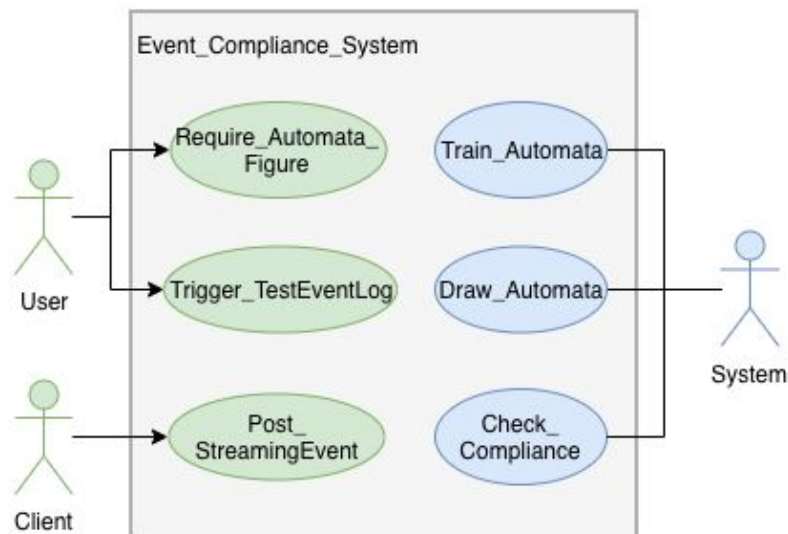 Event_Compliance_System
Require_Automata_
Figure
Train_Automata
User
Trigger_TestEventLog
Draw_Automata
System
Post_
StreamingEvent
Check_
Compliance
Client